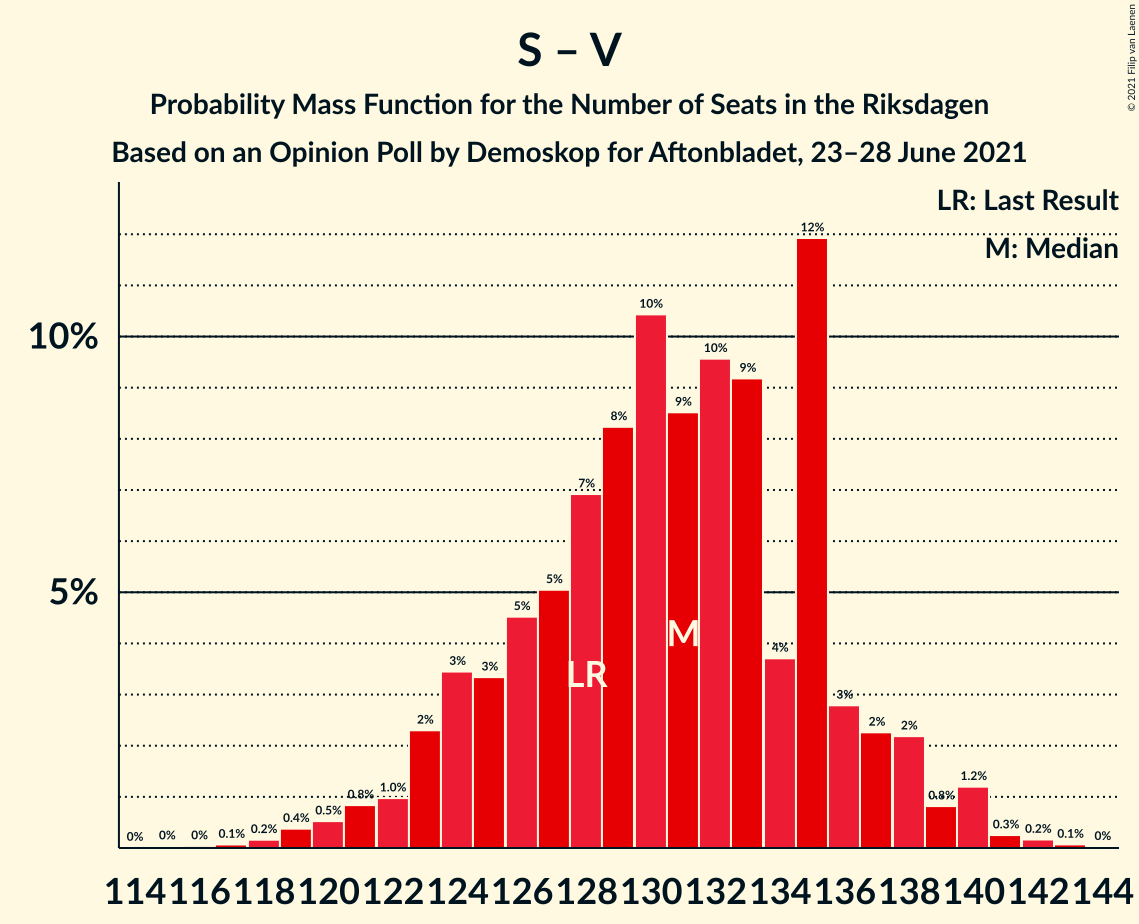 S – V
Probability Mass Function for the Number of Seats in the Riksdagen
Based on an Opinion Poll by Demoskop for Aftonbladet, 23–28 June 2021
© 2021 Filip van Laenen
LR: Last Result
M: Median
10%
5%
0% 0% 0% 0.1% 0.2% 0.4% 0.5% 0.8% 1.0% 2% 3% 3% 5% 5% 7% 8% 10% 9% 10% 9% 4% 12% 3% 2% 2% 0.8% 1.2% 0.3% 0.2% 0.1% 0%
LR
M
114 116 118 120 122 124 126 128 130 132 134 136 138 140 142 144